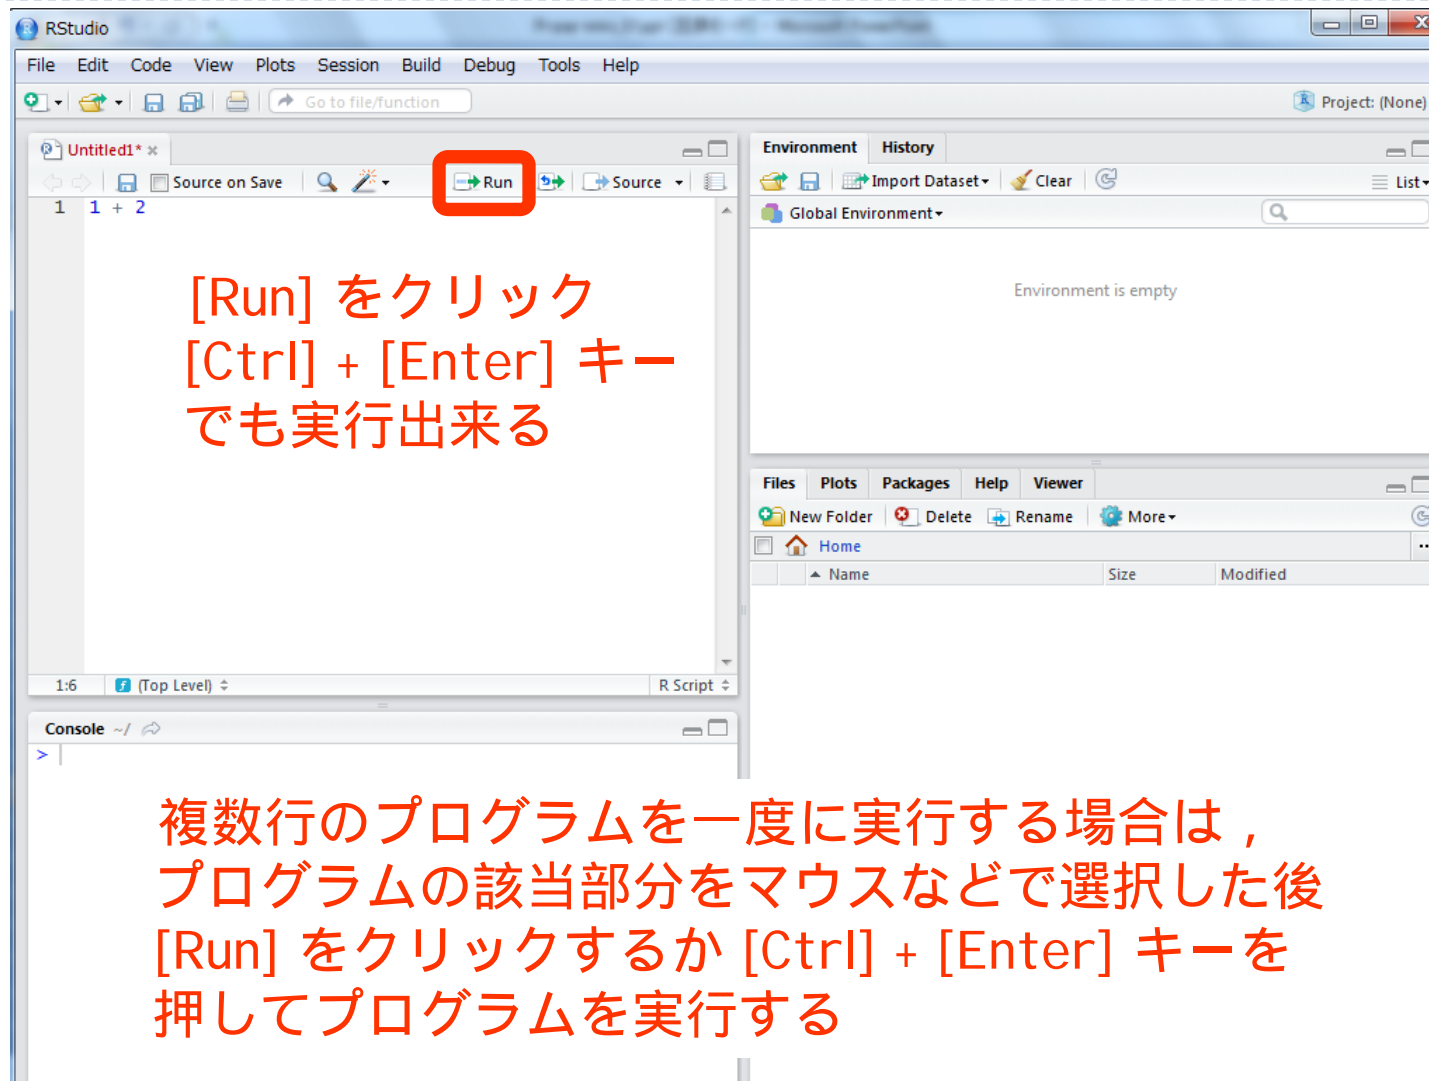 RStudio
File Edit Code View Plots Session Build Debug Tools Help
Go to file/function
Project: (None)
Untitled1*
Source on Save
Run
Source
1 1 + 2
[Run] をクリック
[Ctrl] + [Enter] キー
でも実行出来る
1:6 (Top Level) R Script
Console ~/
>
Environment History
Import Dataset Clear List
Global Environment
Environment is empty
Files Plots Packages Help Viewer
New Folder Delete Rename More
Home ..
Name Size Modified
複数行のプログラムを一度に実行する場合は，
プログラムの該当部分をマウスなどで選択した後
[Run] をクリックするか [Ctrl] + [Enter] キーを
押してプログラムを実行する